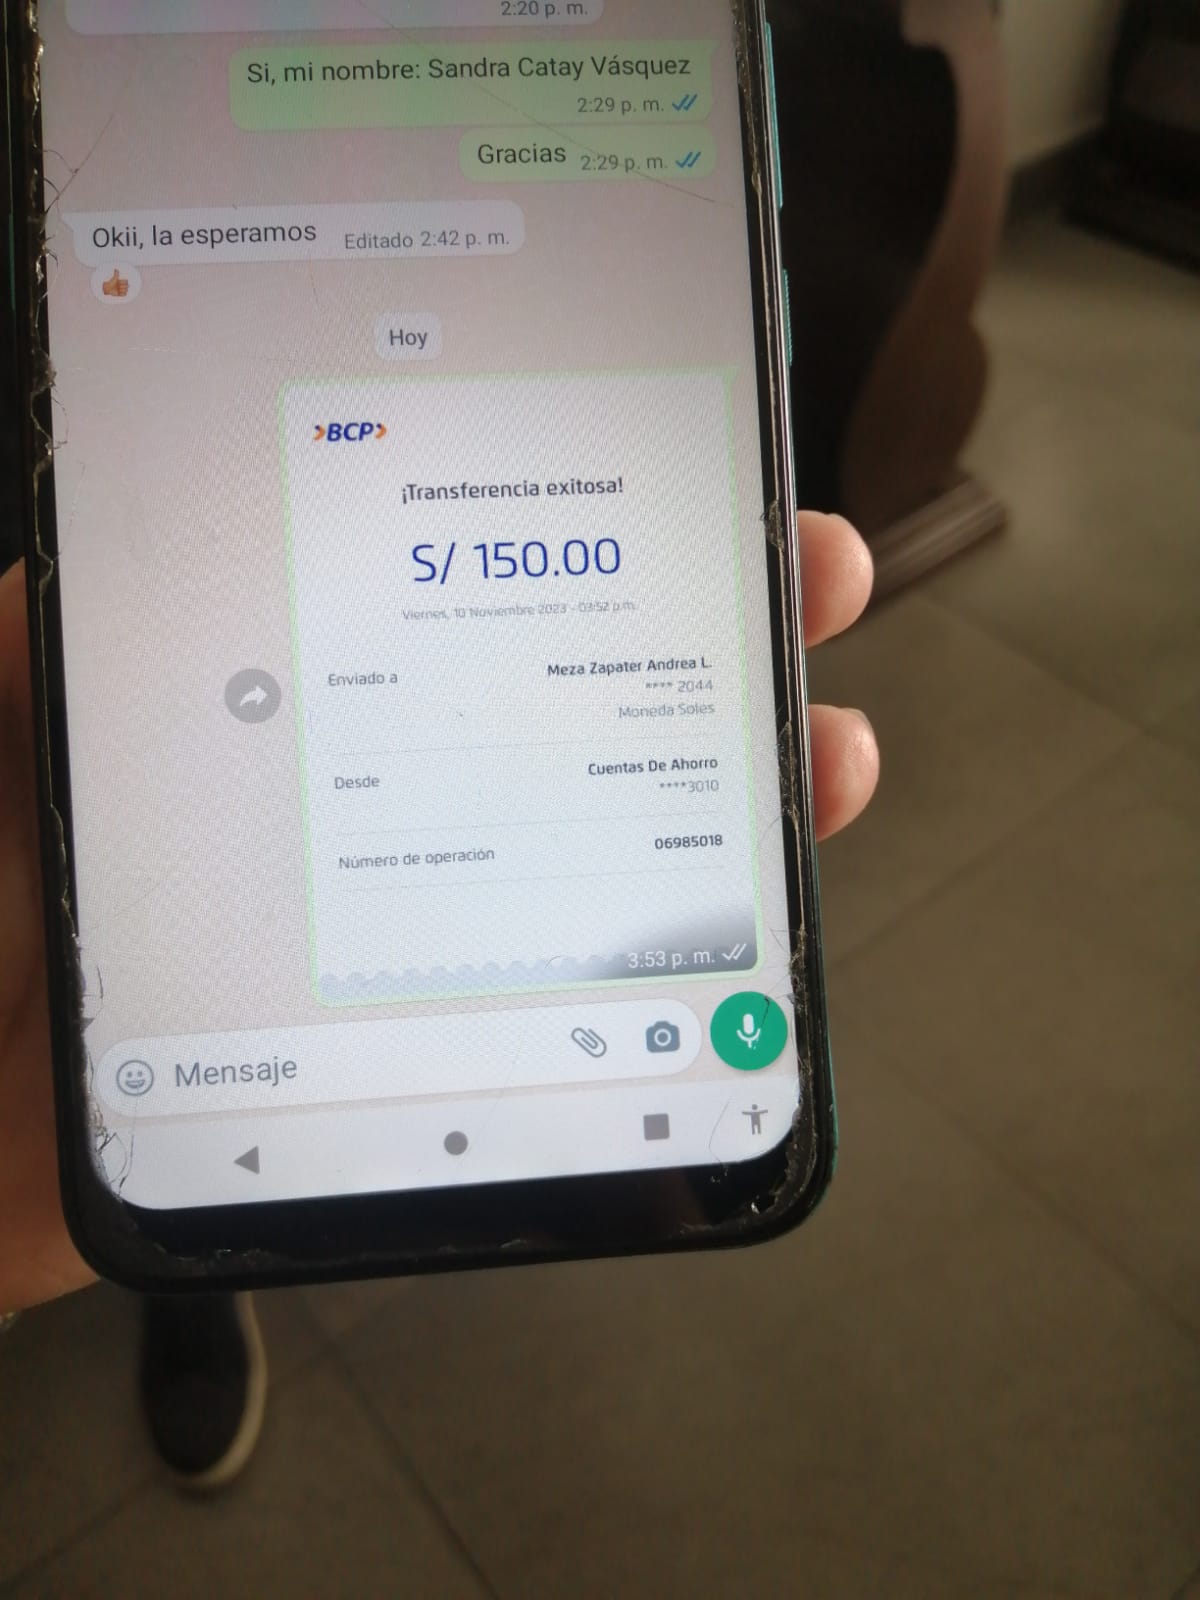 2:20 p. m.
Si, mi nombre: Sandra Catay Vásquez
2:29 p. m.
Gracias 2:29 p. m.
Okii, la esperamos Editado 2:42 p. m.
Hoy
BCP
¡Transferencia exitosa!
S/ 150.00
Viernes, 10 Noviembre 2023 - 03:52 p.m.
Enviado a Meza Zapater Andrea L.
**** 2044
Moneda Soles
Desde Cuentas De Ahorro
****3010
Número de operación 06985018
3:53 p. m.
Mensaje